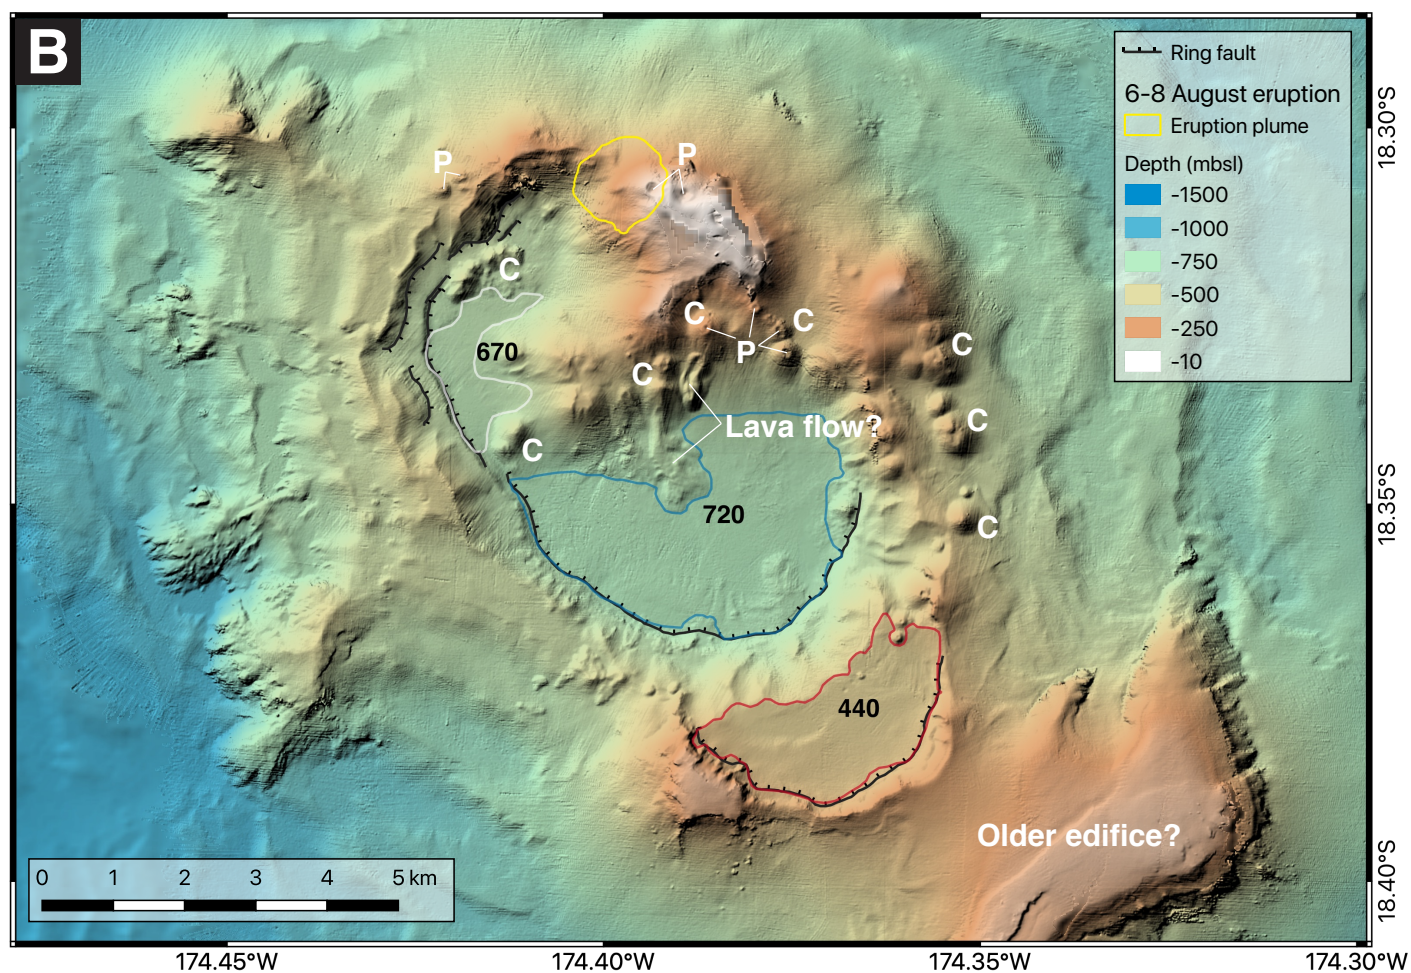 B
Ring fault
6-8 August eruption
Eruption plume
Depth (mbsl)
-1500
-1000
-750
-500
-250
-10
P
P
C
C
C
P
C
C
670
C
Lava flow?
C
C
720
C
440
Older edifice?
0 1 2 3 4 5 km
18.30°S
18.35°S
18.40°S
174.45°W
174.40°W
174.35°W
174.30°W